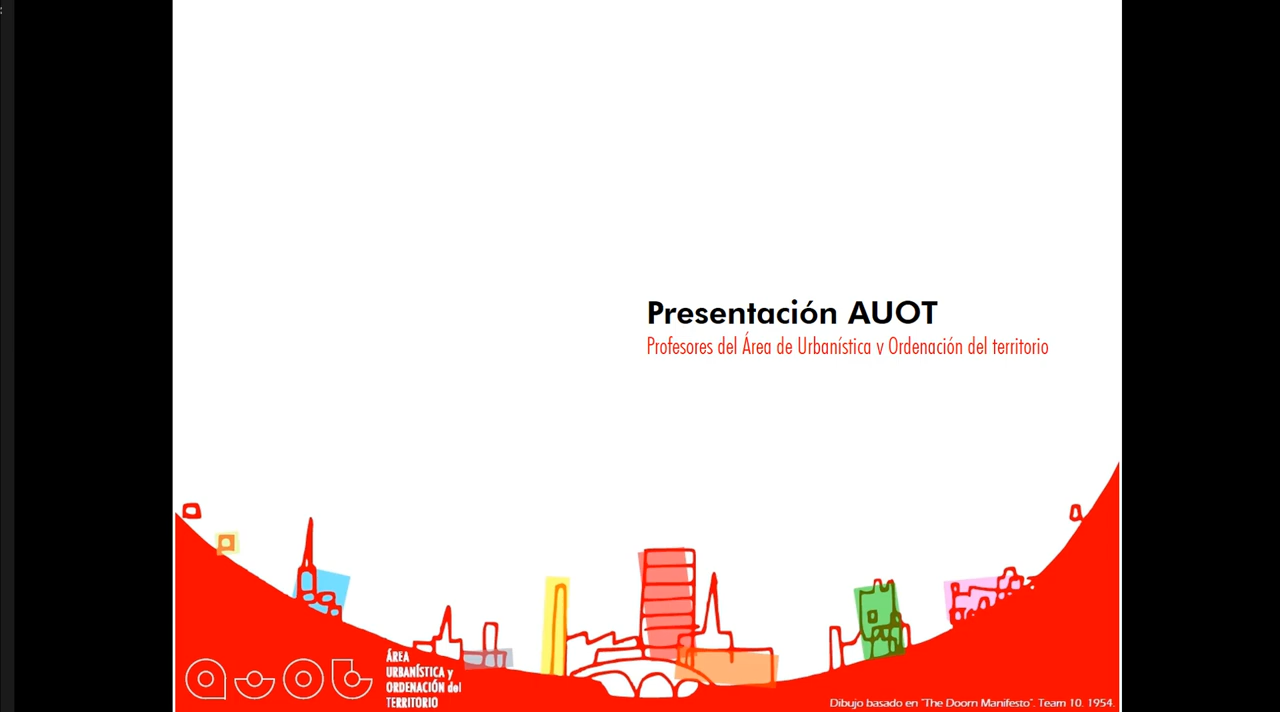 Presentación AUOT
Profesores del Área de Urbanística y Ordenación del territorio
auot
ÁREA
URBANÍSTICA y
ORDENACIÓN del
TERRITORIO
Dibujo basado en "The Doorn Manifesto". Team 10. 1954.